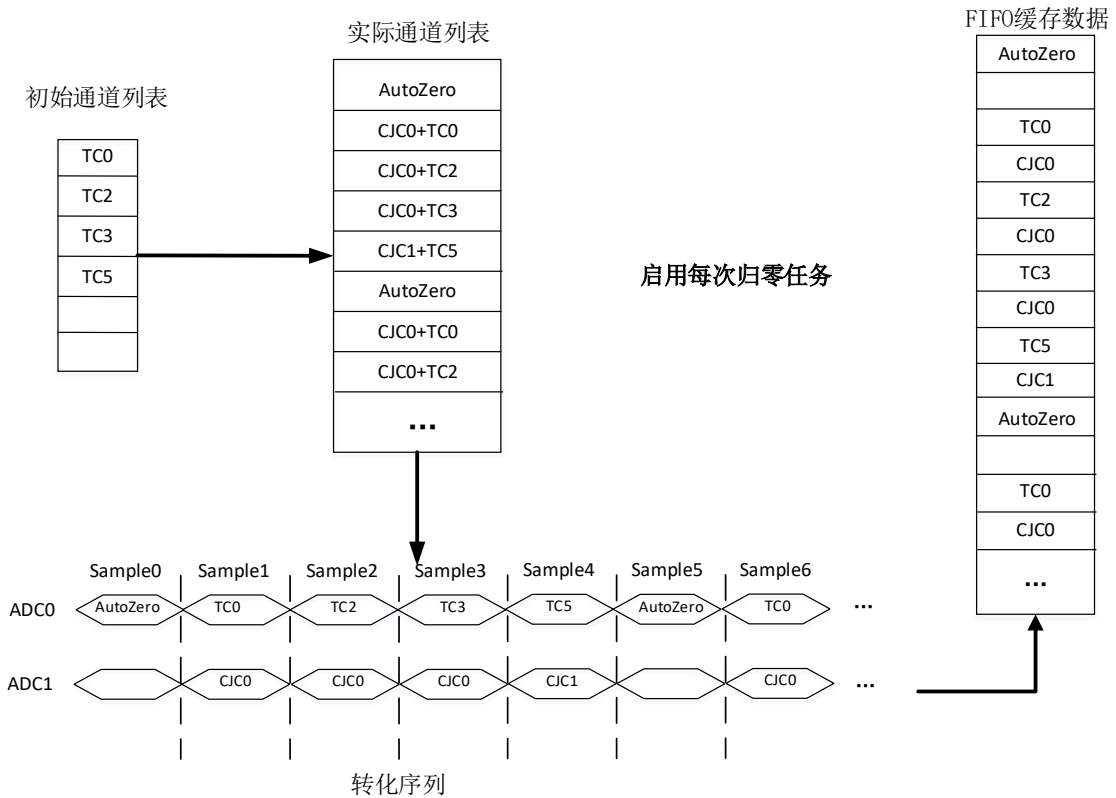 初始通道列表
TC0
TC2
TC3
TC5
实际通道列表
AutoZero
CJC0+TC0
CJC0+TC2
CJC0+TC3
CJC1+TC5
AutoZero
CJC0+TC0
CJC0+TC2
...
启用每次归零任务
FIFO缓存数据
AutoZero
TC0
CJC0
TC2
CJC0
TC3
CJC0
TC5
CJC1
AutoZero
TC0
CJC0
...
Sample0 Sample1 Sample2 Sample3 Sample4 Sample5 Sample6
ADC0 AutoZero TC0 TC2 TC3 TC5 AutoZero TC0 ...
ADC1 CJC0 CJC0 CJC0 CJC1 CJC0 ...
转化序列